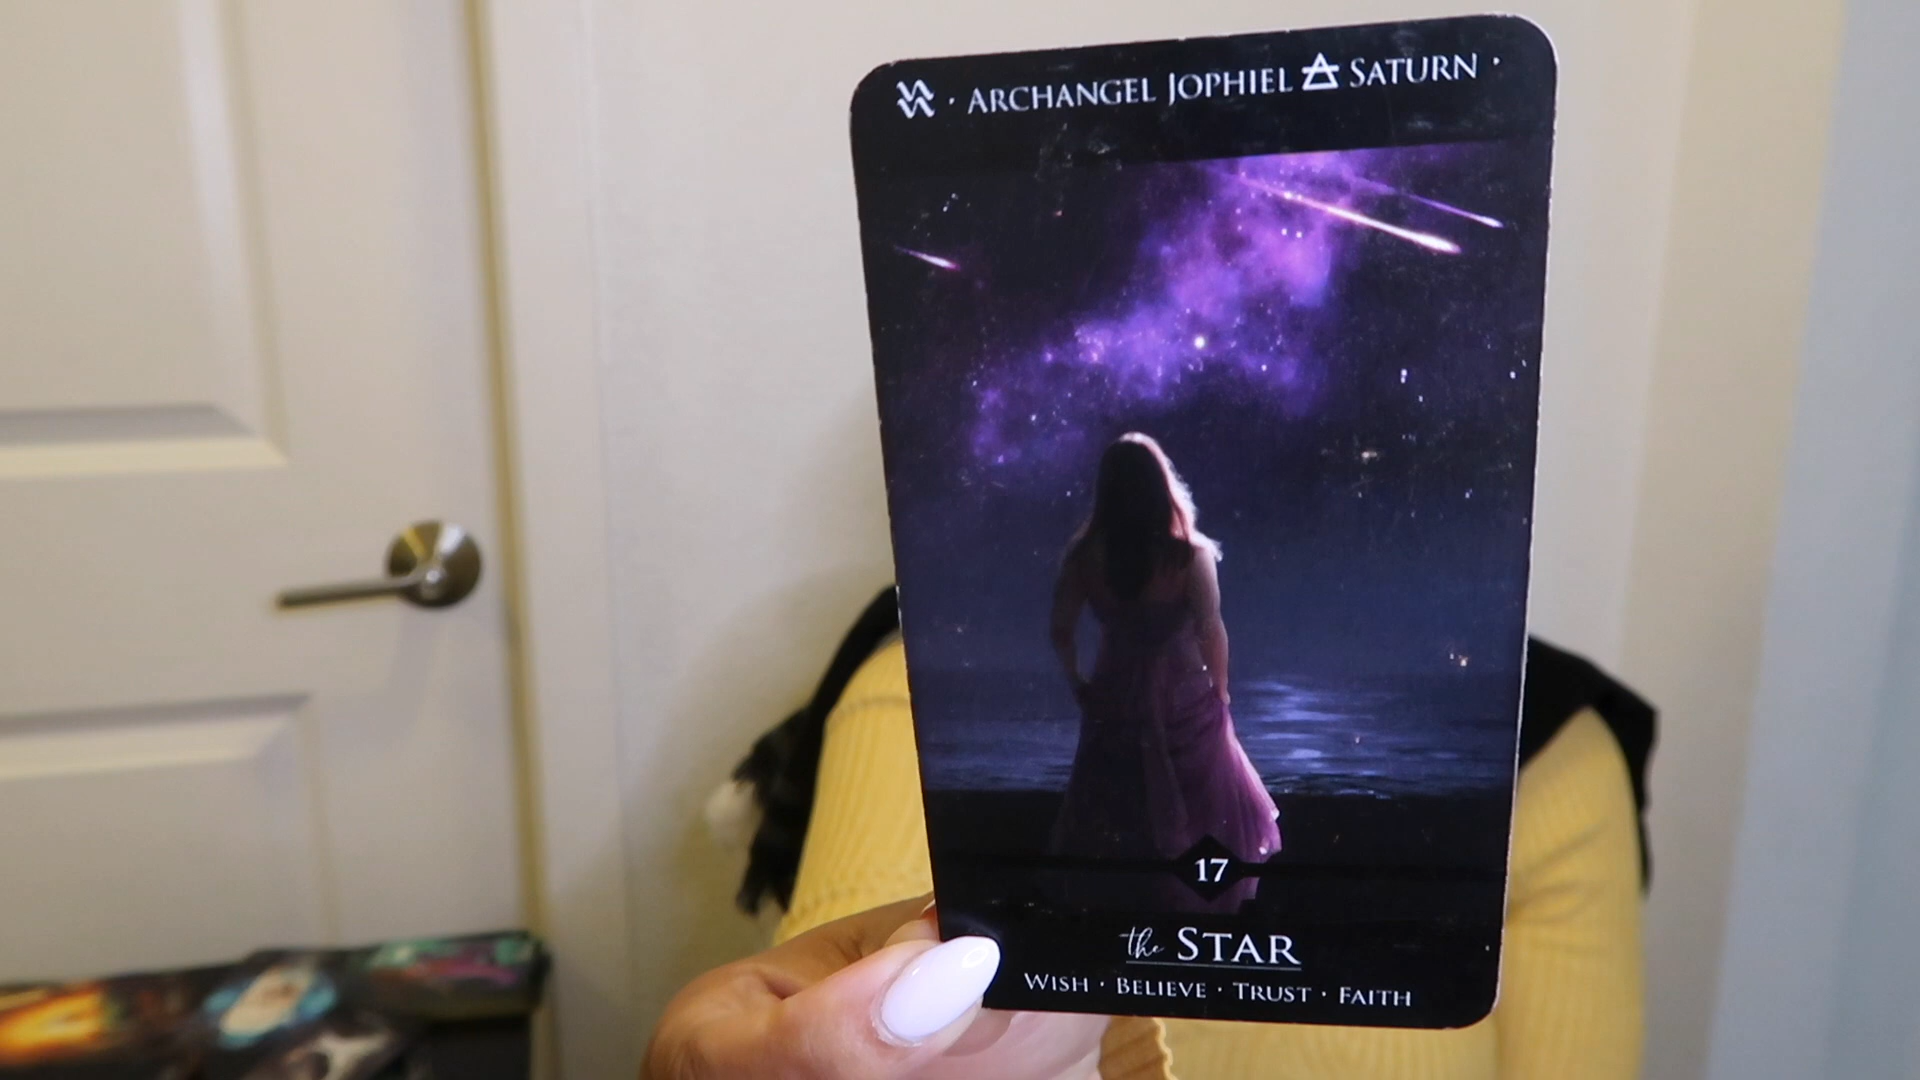 · ARCHANGEL JOPHIEL SATURN ·
17
the STAR
WISH · BELIEVE · TRUST · FAITH